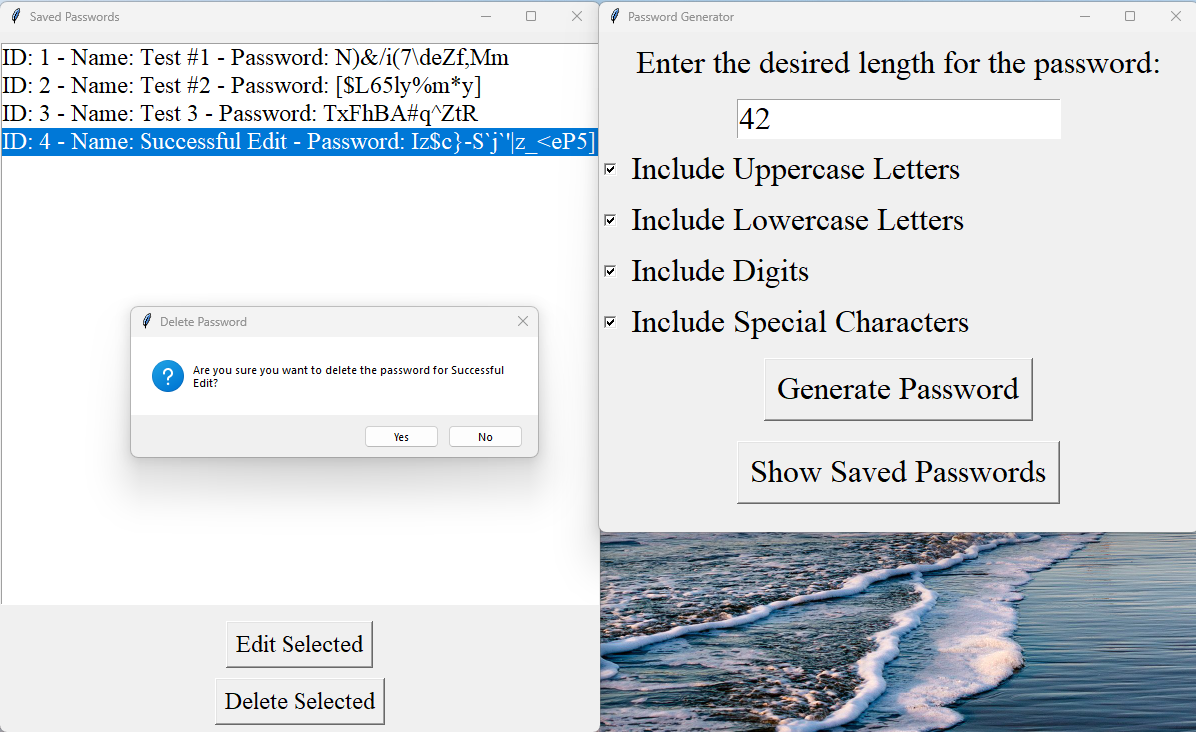 Saved Passwords
ID: 1 - Name: Test #1 - Password: N)&/i(7\deZf,Mm
ID: 2 - Name: Test #2 - Password: [$L65ly%m*y]
ID: 3 - Name: Test 3 - Password: TxFhBA#q^ZtR
ID: 4 - Name: Successful Edit - Password: Iz$c}-S`j`'|z_<eP5]
Delete Password
Are you sure you want to delete the password for Successful
Edit?
Yes No
Edit Selected
Delete Selected
Password Generator
Enter the desired length for the password:
42
Include Uppercase Letters
Include Lowercase Letters
Include Digits
Include Special Characters
Generate Password
Show Saved Passwords